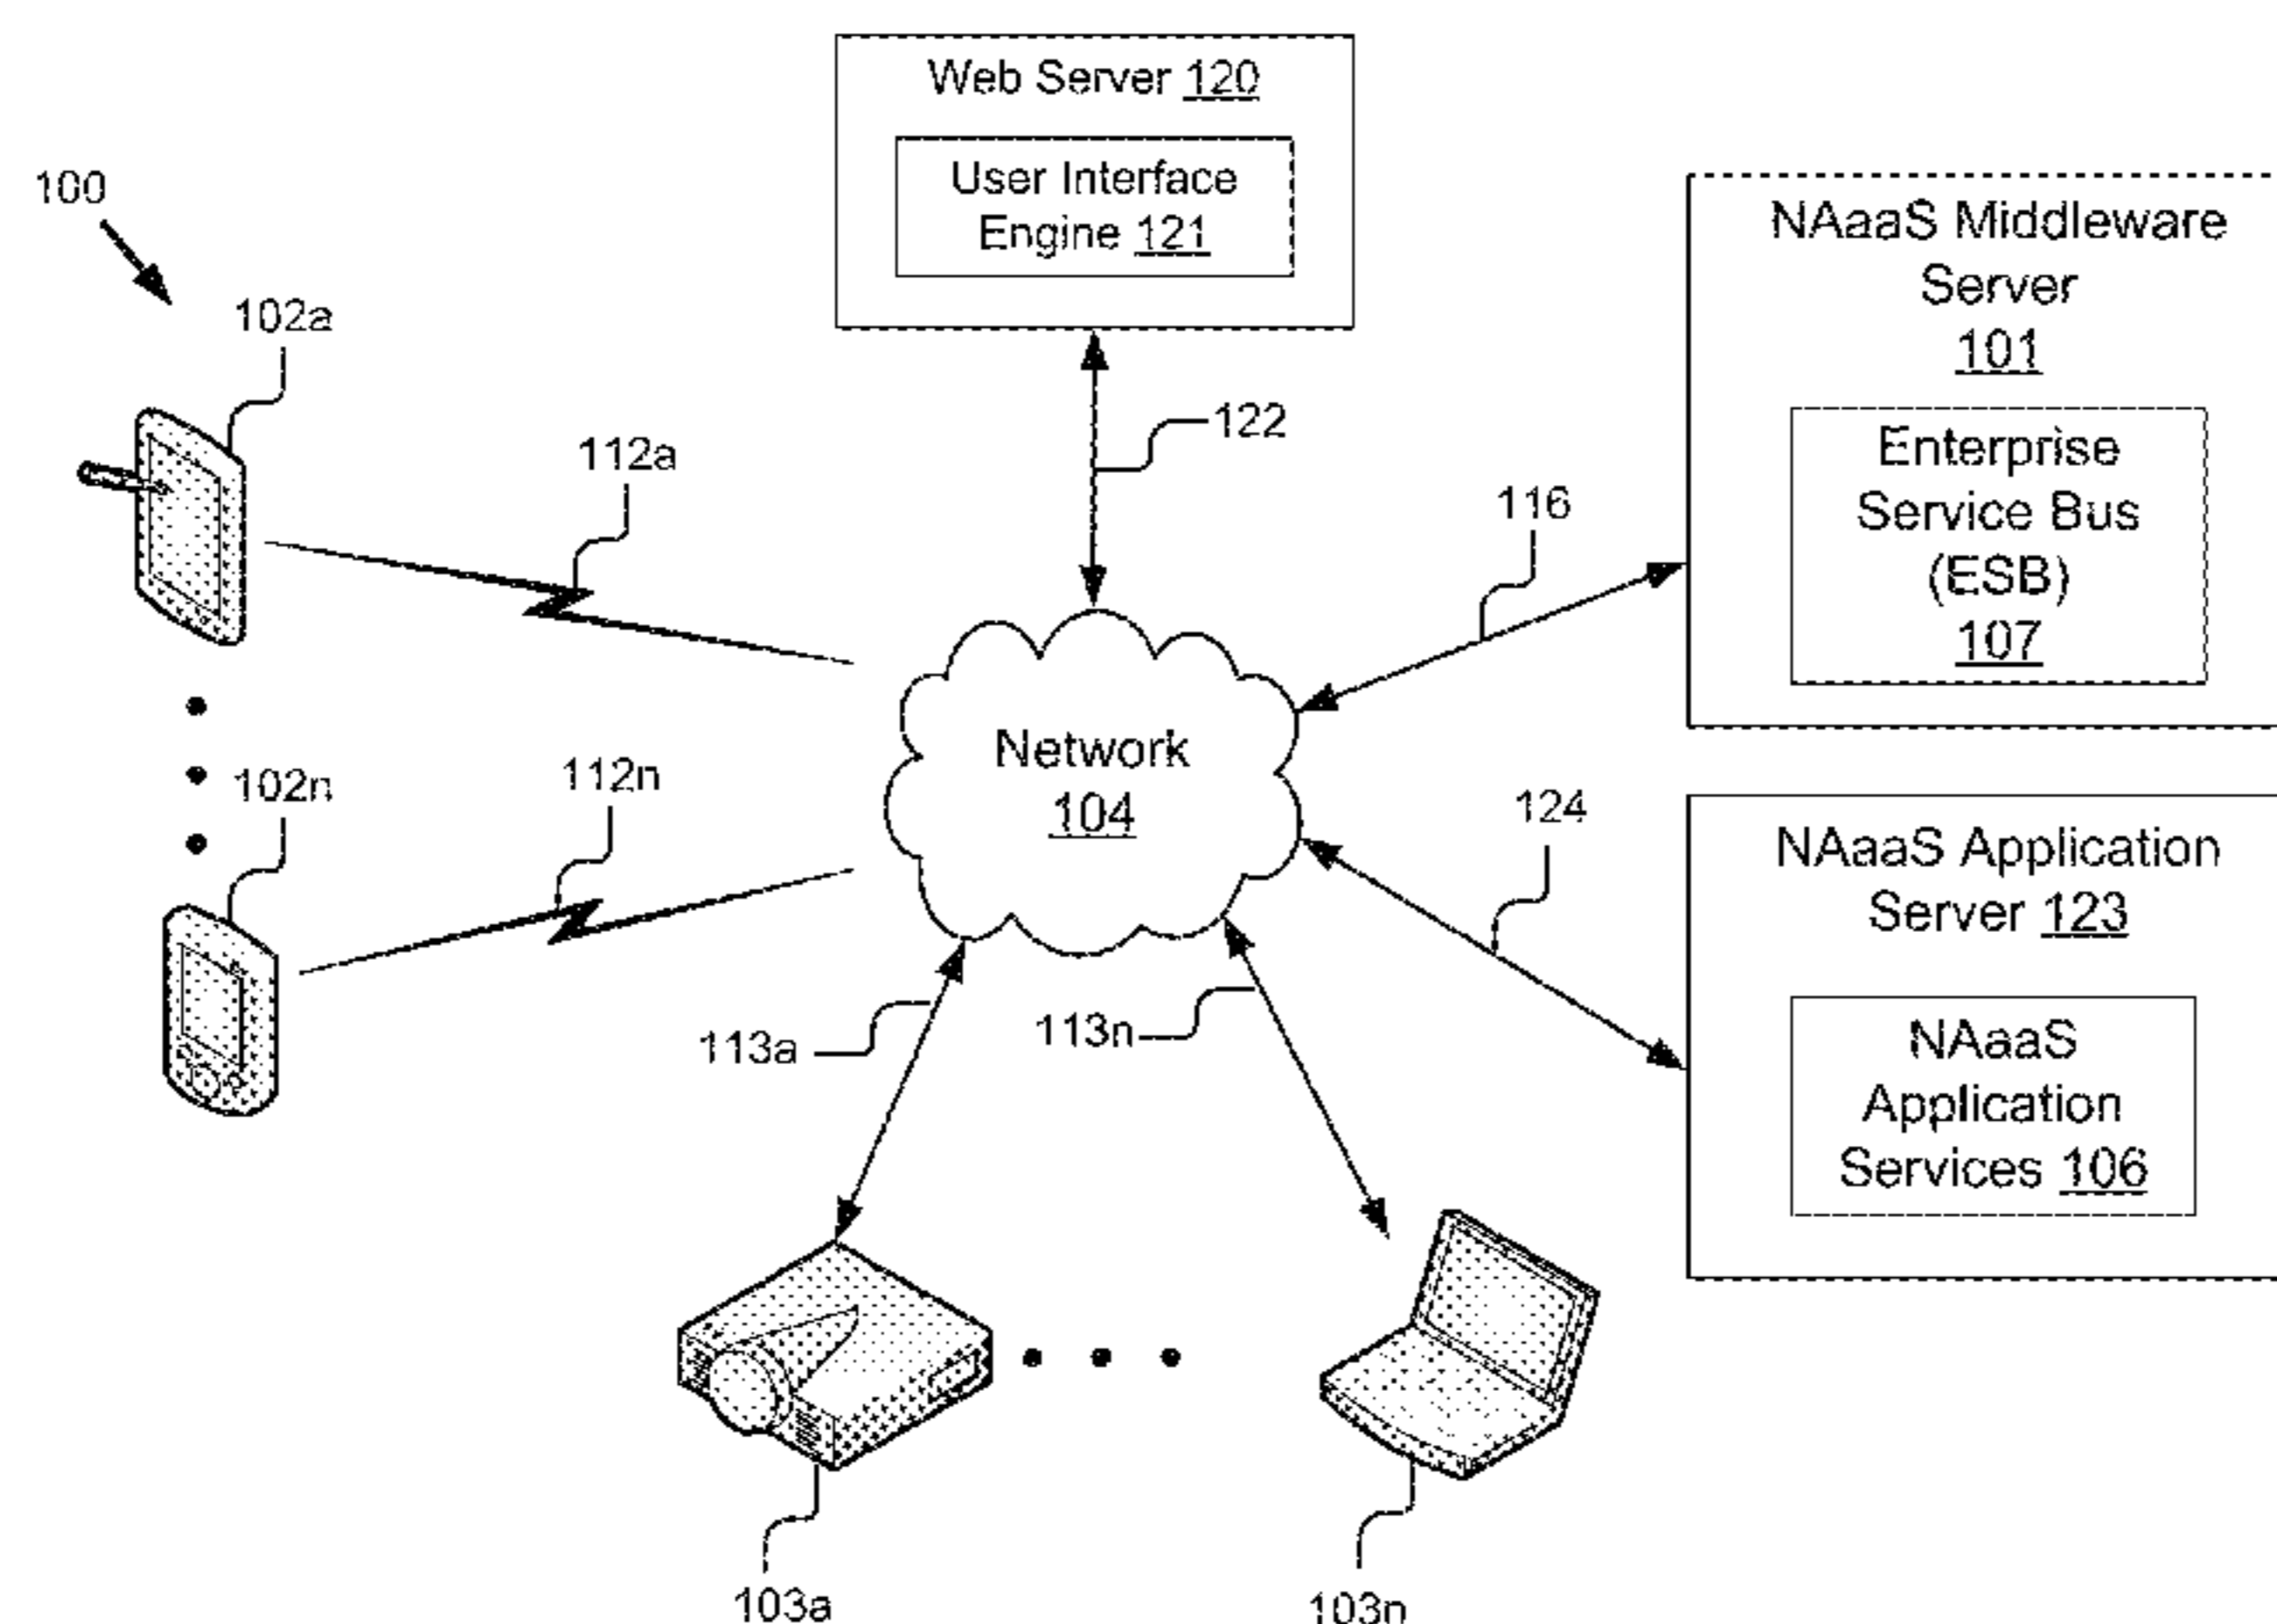 Web Server 120
User Interface
Engine 121
100
NAaaS Middleware
Server
101
102a
Enterprise
Service Bus
(ESB)
107
122
112a
116
Network
104
102n
112n
124
NAaaS Application
Server 123
113a
113n
NAaaS
Application
Services 106
103a
103n